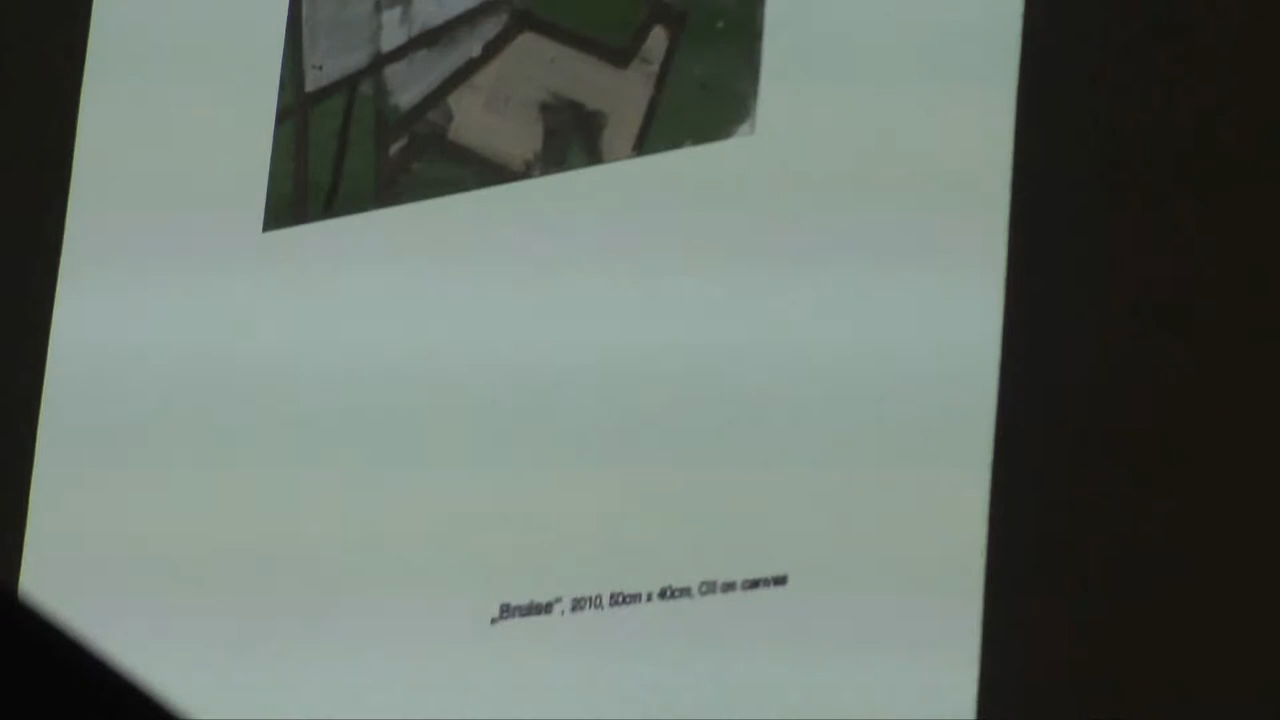 „Bruise“, 2010, 50cm x 40cm, Oil on canvas